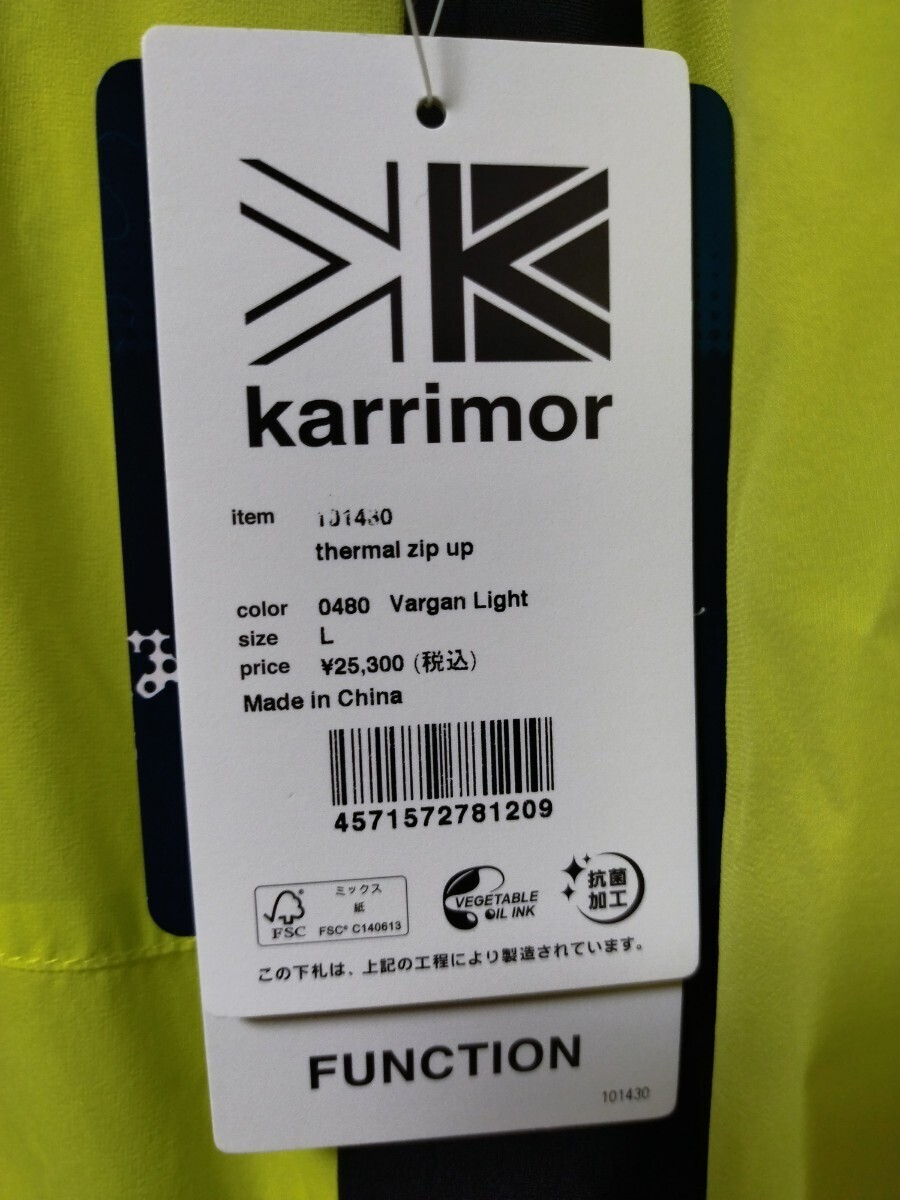 karrimor
item 101430
thermal zip up
color 0480 Vargan Light
size L
price ¥25,300 (税込)
Made in China
4571572781209
FSC®
ミックス
紙
FSC® C140613
VEGETABLE
OIL INK
抗菌
加工
この下札は、上記の工程により製造されています。
FUNCTION
101430